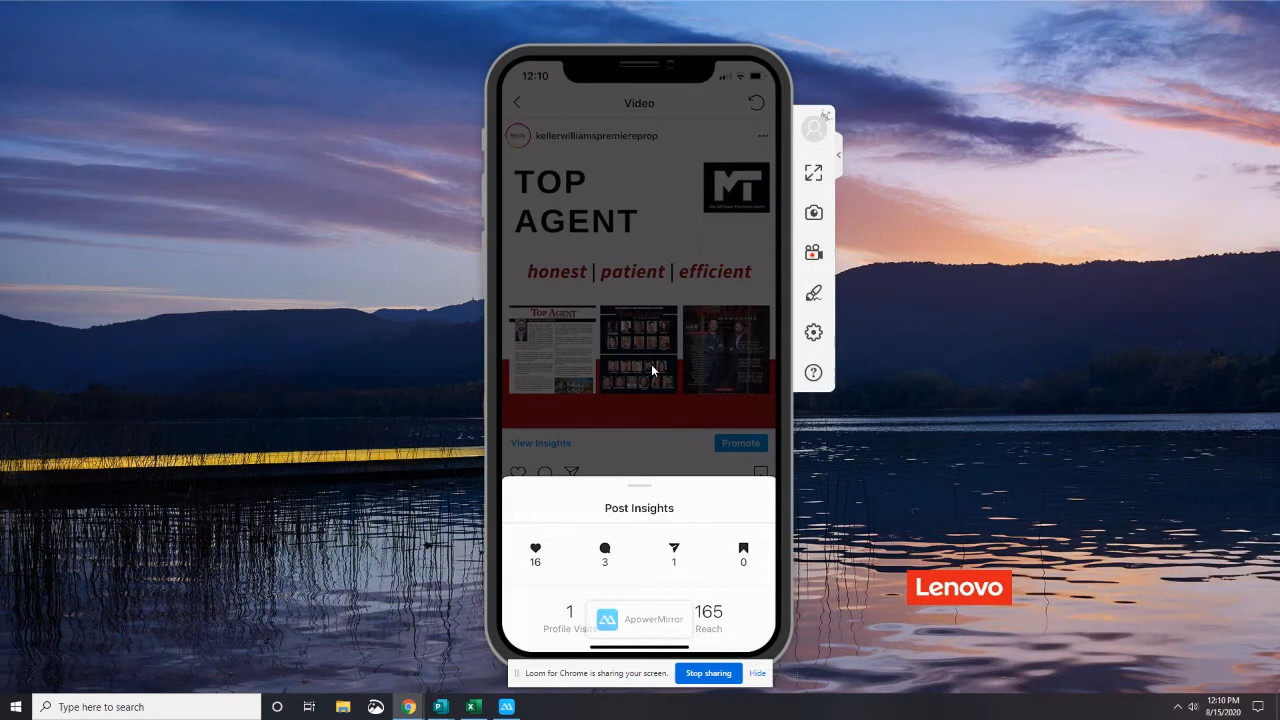 12:10
Video
kellerwilliamspremiereprop
TOP
AGENT
MT
honest | patient | efficient
TOP AGENT
View Insights
Promote
Post Insights
16
3
1
0
1
165
Profile Visits
Reach
ApowerMirror
Lenovo
Loom for Chrome is sharing your screen.
Stop sharing
Hide
Type here to search
12:10 PM
8/15/2020